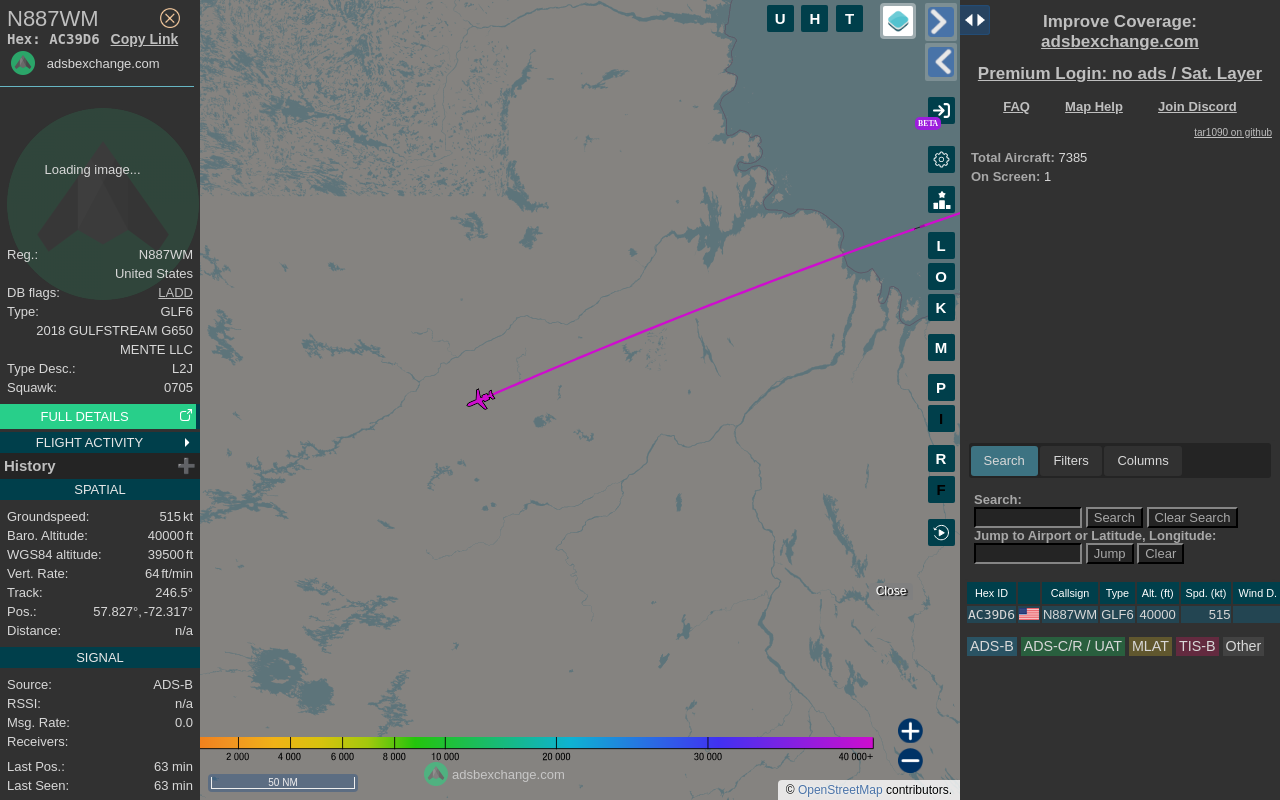 N887WM
Hex: AC39D6 Copy Link
adsbexchange.com
Loading image...
Reg.: N887WM
United States
DB flags: LADD
Type: GLF6
2018 GULFSTREAM G650
MENTE LLC
Type Desc.: L2J
Squawk: 0705
FULL DETAILS
FLIGHT ACTIVITY
History
SPATIAL
Groundspeed: 515 kt
Baro. Altitude: 40000 ft
WGS84 altitude: 39500 ft
Vert. Rate: 64 ft/min
Track: 246.5°
Pos.: 57.827°, -72.317°
Distance: n/a
SIGNAL
Source: ADS-B
RSSI: n/a
Msg. Rate: 0.0
Receivers:
Last Pos.: 63 min
Last Seen: 63 min
U H T
BETA
L
O
K
M
P
I
R
F
Close
2 000 4 000 6 000 8 000 10 000 20 000 30 000 40 000+
adsbexchange.com
50 NM
© OpenStreetMap contributors.
Improve Coverage:
adsbexchange.com
Premium Login: no ads / Sat. Layer
FAQ Map Help Join Discord
tar1090 on github
Total Aircraft: 7385
On Screen: 1
Search Filters Columns
Search:
Search Clear Search
Jump to Airport or Latitude, Longitude:
Jump Clear
Hex ID Callsign Type Alt. (ft) Spd. (kt) Wind D.
AC39D6 N887WM GLF6 40000 515
ADS-B ADS-C/R / UAT MLAT TIS-B Other